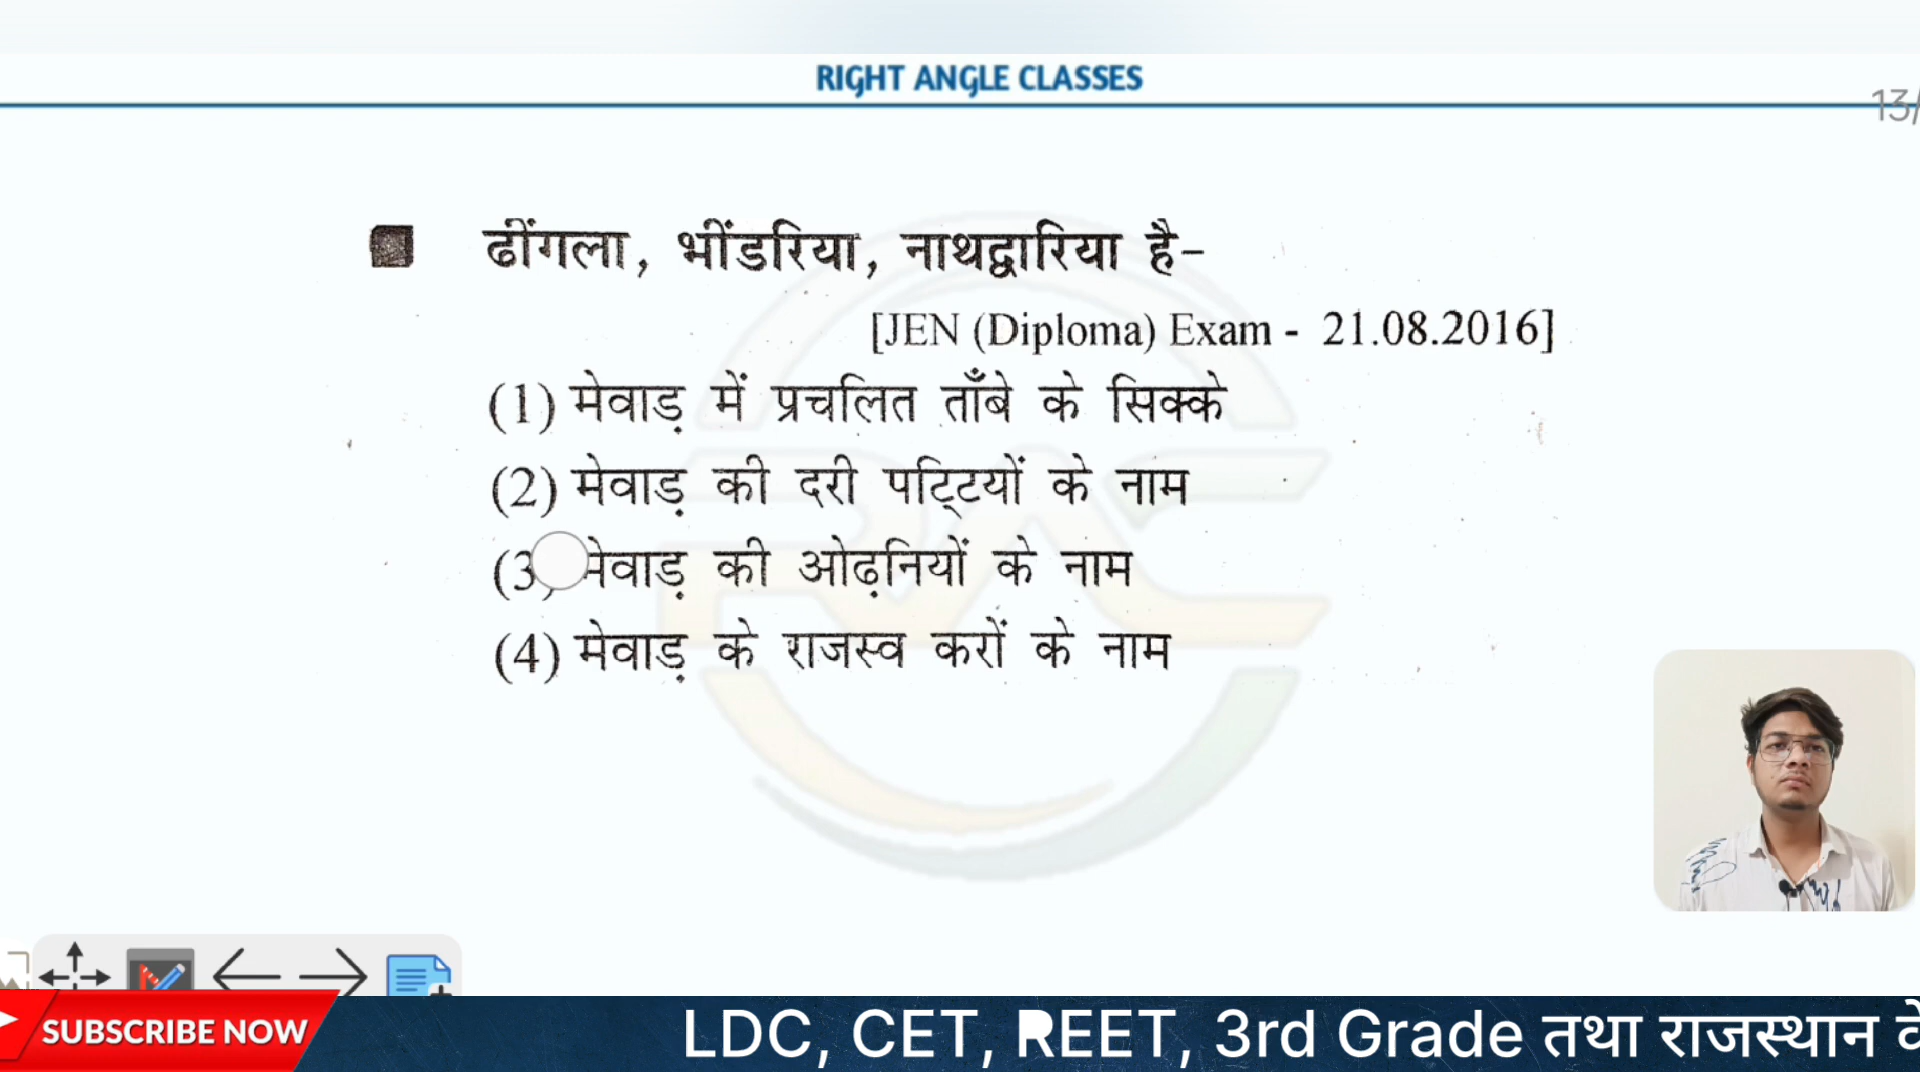 RIGHT ANGLE CLASSES
13/
ढींगला, भींडरिया, नाथद्वारिया है-
[JEN (Diploma) Exam - 21.08.2016]
(1) मेवाड़ में प्रचलित ताँबे के सिक्के
(2) मेवाड़ की दरी पट्टियों के नाम
(3) मेवाड़ की ओढ़नियों के नाम
(4) मेवाड़ के राजस्व करों के नाम
SUBSCRIBE NOW
LDC, CET, REET, 3rd Grade तथा राजस्थान